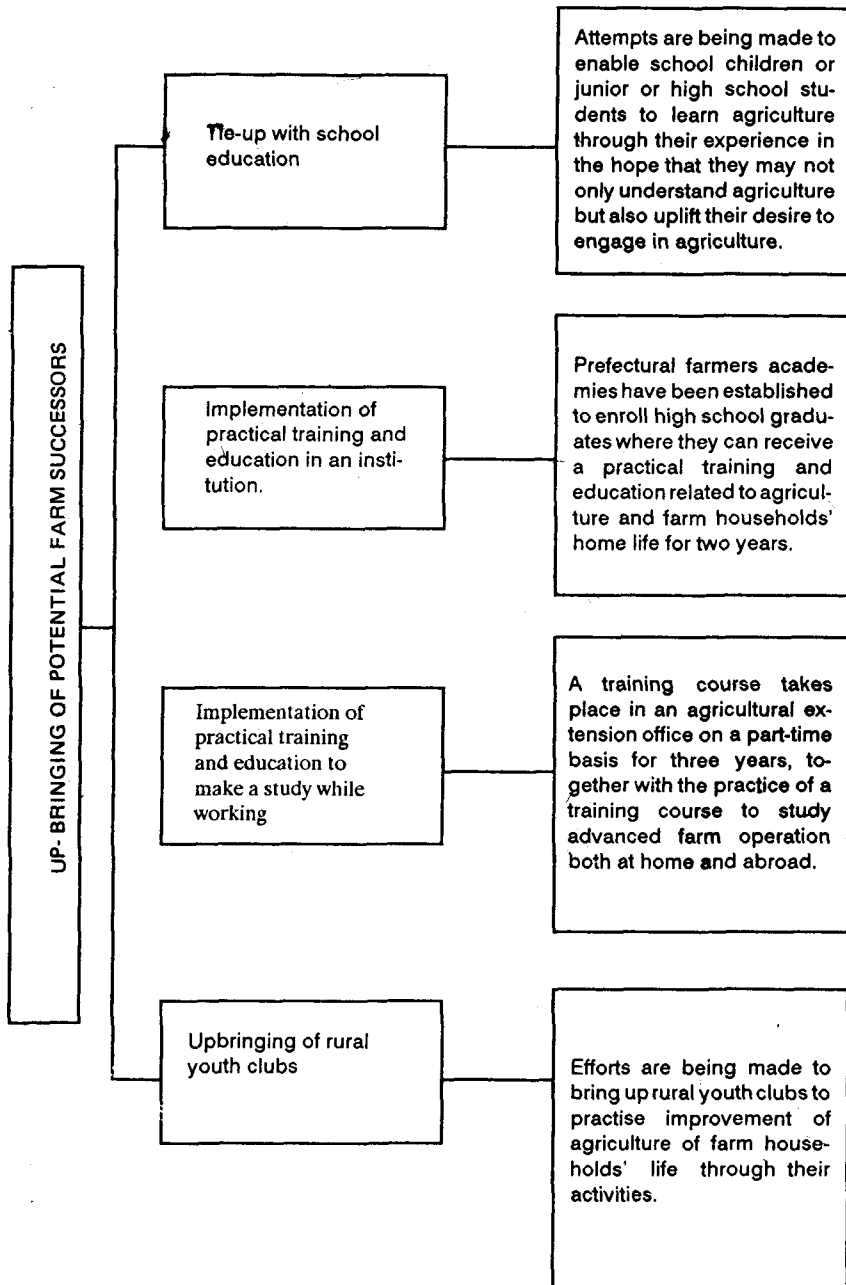 UP- BRINGING OF POTENTIAL FARM SUCCESSORS
Tie-up with school
education
Attempts are being made to
enable school children or
junior or high school stu-
dents to learn agriculture
through their experience in
the hope that they may not
only understand agriculture
but also uplift their desire to
engage in agriculture.
Implementation of
practical training and
education in an insti-
tution.
Prefectural farmers acade-
mies have been established
to enroll high school gradu-
ates where they can receive
a practical training and
education related to agricul-
ture and farm households'
home life for two years.
Implementation of
practical training
and education to
make a study while
working
A training course takes
place in an agricultural ex-
tension office on a part-time
basis for three years, to-
gether with the practice of a
training course to study
advanced farm operation
both at home and abroad.
Upbringing of rural
youth clubs
Efforts are being made to
bring up rural youth clubs to
practise improvement of
agriculture of farm house-
holds' life through their
activities.